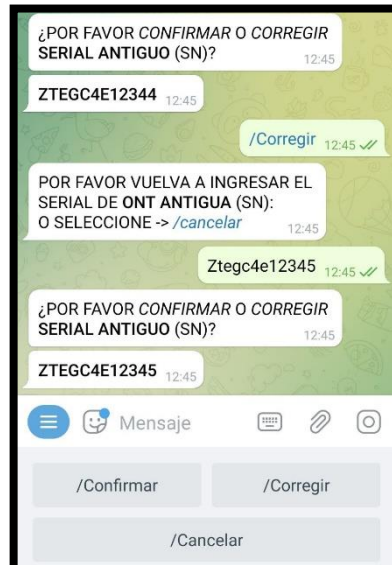 ¿POR FAVOR CONFIRMAR O CORREGIR
SERIAL ANTIGUO (SN)?
12:45
ZTEGC4E12344 12:45
/Corregir 12:45
POR FAVOR VUELVA A INGRESAR EL
SERIAL DE ONT ANTIGUA (SN):
O SELECCIONE -> /cancelar
12:45
Ztegc4e12345 12:45
¿POR FAVOR CONFIRMAR O CORREGIR
SERIAL ANTIGUO (SN)?
12:45
ZTEGC4E12345 12:45
Mensaje
/Confirmar /Corregir
/Cancelar